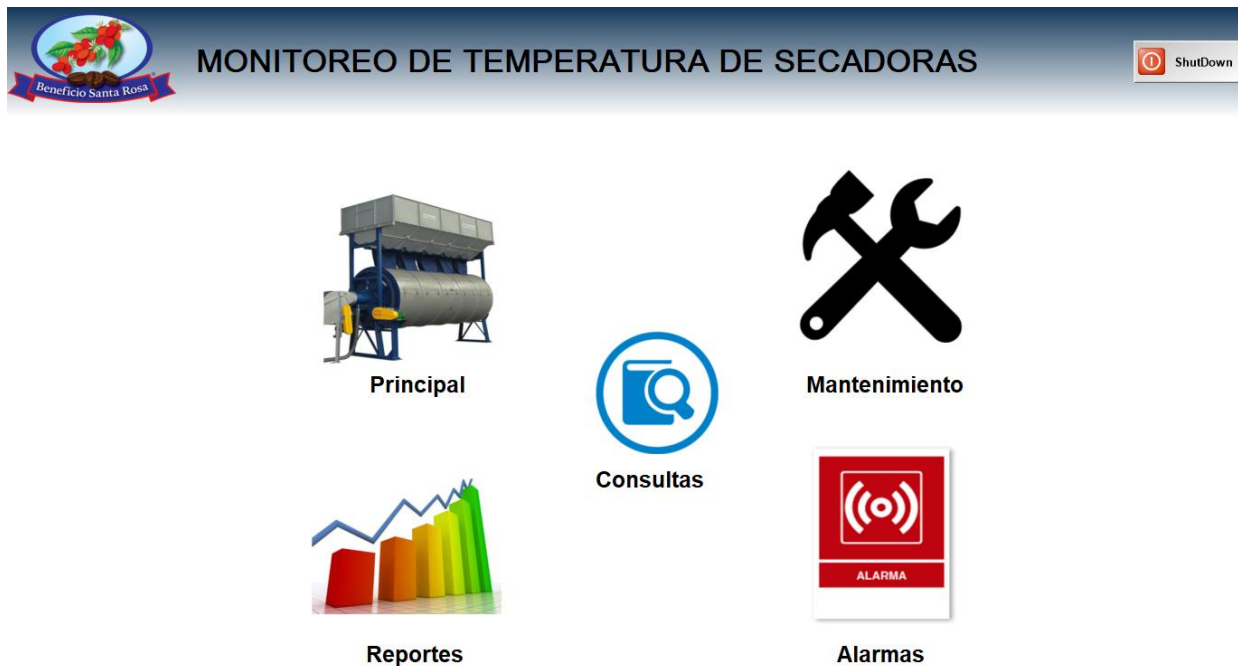 Beneficio Santa Rosa
MONITOREO DE TEMPERATURA DE SECADORAS
ShutDown
Principal
Mantenimiento
Consultas
ALARMA
Reportes
Alarmas